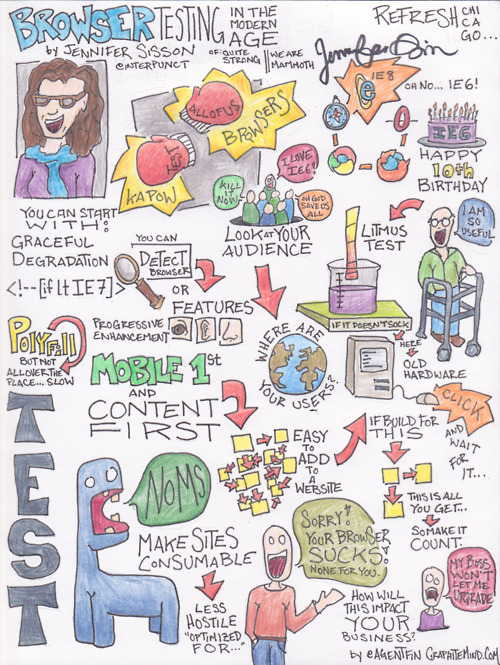 BROWSER TESTING IN THE
MODERN
AGE
by JENNIFER SISSON
@INTERPUNCT
OF: QUITE
STRONG
WE ARE
MAMMOTH
REFRESH CHI
CA
GO...
IE8
OH NO... IE6!
IE6
HAPPY
10th
BIRTHDAY
ALL OF US
BROWSERS
TEST
KAPOW
KILL
IT
NOW!
I LOVE
IE6!
OH GOD
SAVE US
ALL
LOOK AT YOUR
AUDIENCE
LITMUS
TEST
IF IT DOESN'T SUCK
I AM
SO
USEFUL
YOU CAN START
WITH:
GRACEFUL
DEGRADATION
<!--[if lt IE7]>
YOU CAN
DETECT
BROWSER
OR
FEATURES
POLYFILL
BUT NOT
ALL OVER THE
PLACE... SLOW
PROGRESSIVE
ENHANCEMENT
MOBILE 1st
AND
CONTENT
FIRST
WHERE ARE
YOUR USERS?
HERE
OLD
HARDWARE
CLICK
AND
WAIT
FOR
IT...
TEST
NOMS
MAKE SITES
CONSUMABLE
LESS
HOSTILE
"OPTIMIZED
FOR..."
EASY
TO
ADD
TO
A
WEBSITE
IF BUILD FOR
THIS
THIS IS ALL
YOU GET...
SO MAKE IT
COUNT.
SORRY!
YOUR BROWSER
SUCKS!
NONE FOR YOU.
HOW WILL
THIS IMPACT
YOUR
BUSINESS?
MY BOSS
WON'T
LET ME
UPGRADE
by @AGENTFIN GRAPHITEMIND.COM